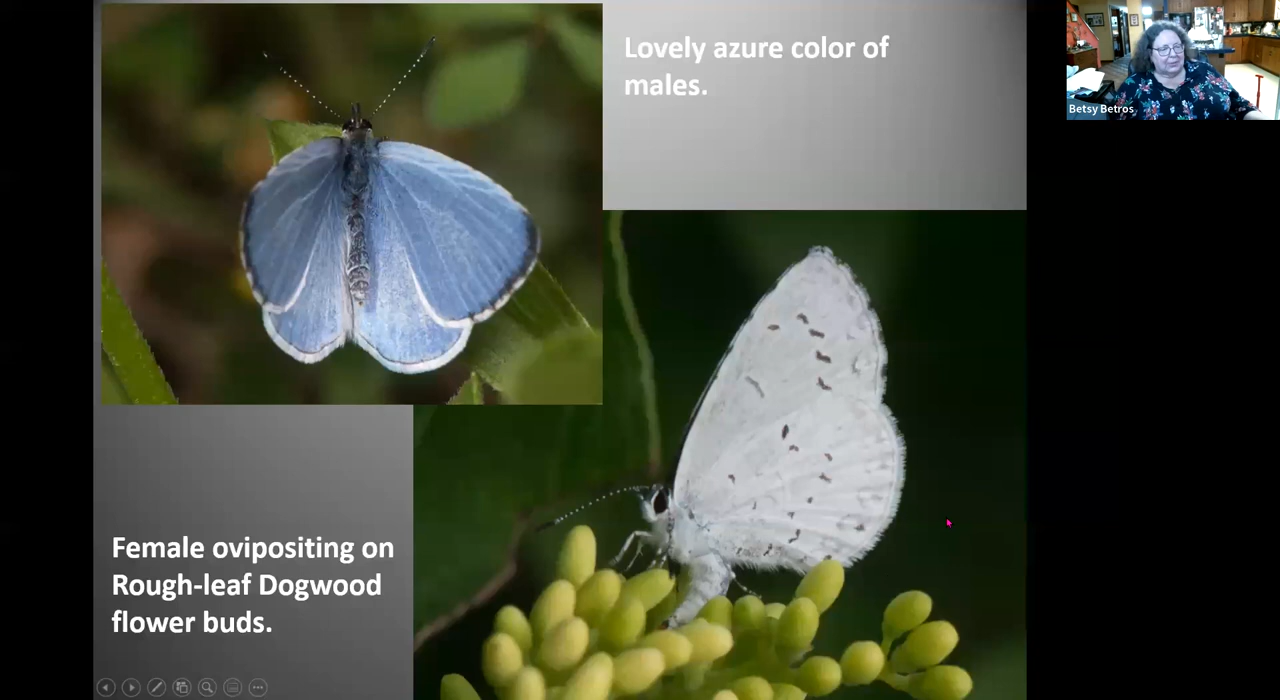 Lovely azure color of
males.
Betsy Betros
Female ovipositing on
Rough-leaf Dogwood
flower buds.